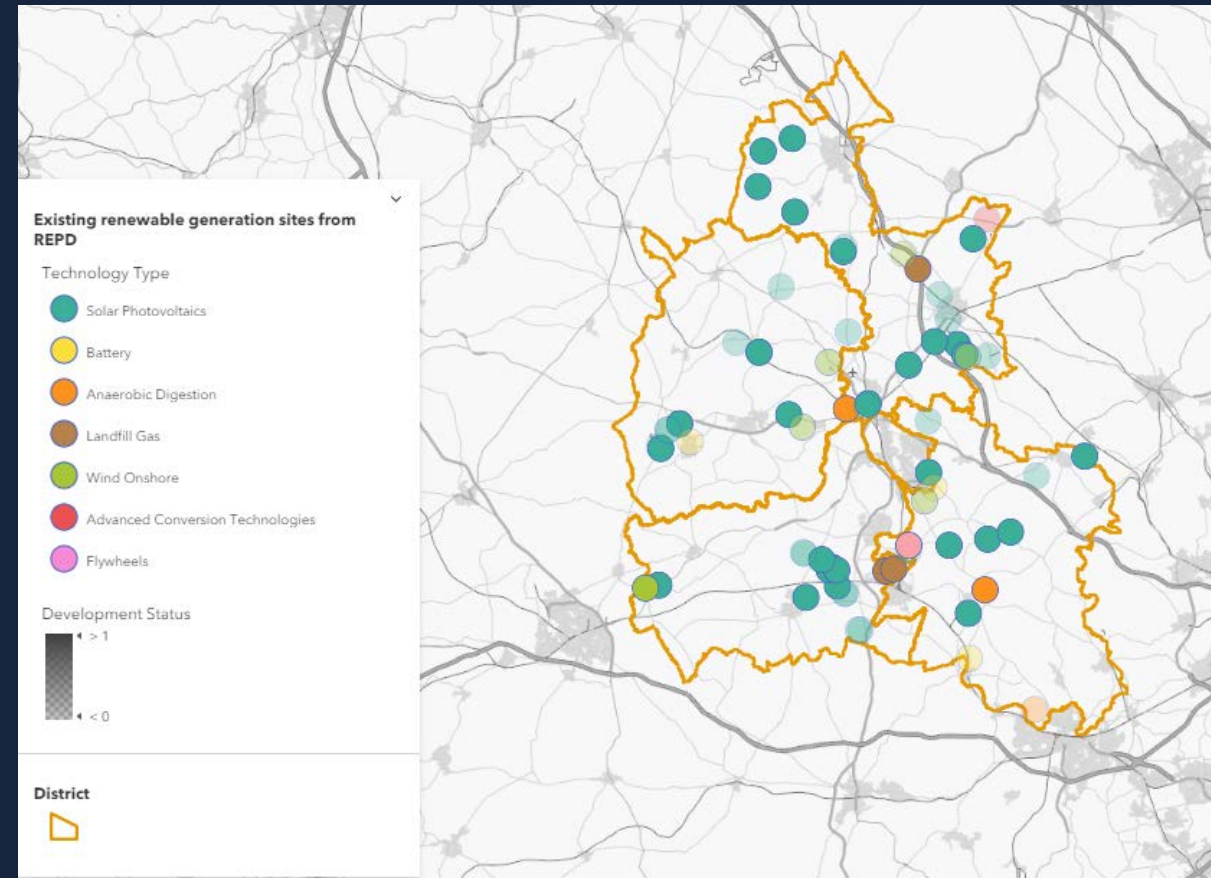 Existing renewable generation sites from
REPD
Technology Type
Solar Photovoltaics
Battery
Anaerobic Digestion
Landfill Gas
Wind Onshore
Advanced Conversion Technologies
Flywheels
Development Status
> 1
< 0
District